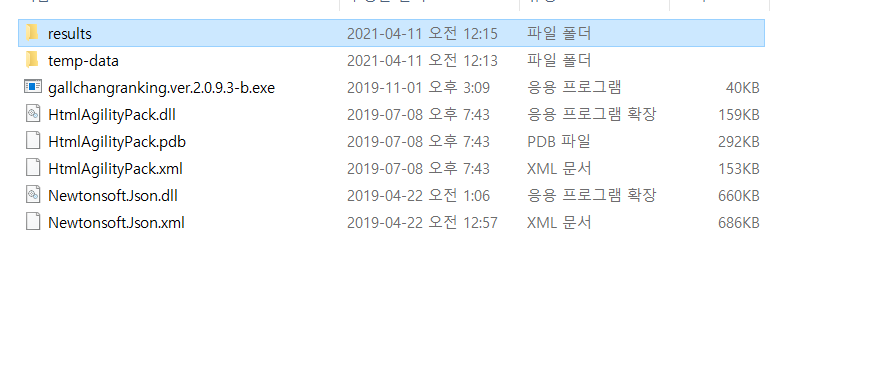 results 2021-04-11 오전 12:15 파일 폴더
temp-data 2021-04-11 오전 12:13 파일 폴더
gallchangranking.ver.2.0.9.3-b.exe 2019-11-01 오후 3:09 응용 프로그램 40KB
HtmlAgilityPack.dll 2019-07-08 오후 7:43 응용 프로그램 확장 159KB
HtmlAgilityPack.pdb 2019-07-08 오후 7:43 PDB 파일 292KB
HtmlAgilityPack.xml 2019-07-08 오후 7:43 XML 문서 153KB
NewtonsoftJson.dll 2019-04-22 오전 1:06 응용 프로그램 확장 660KB
NewtonsoftJson.xml 2019-04-22 오전 12:57 XML 문서 686KB